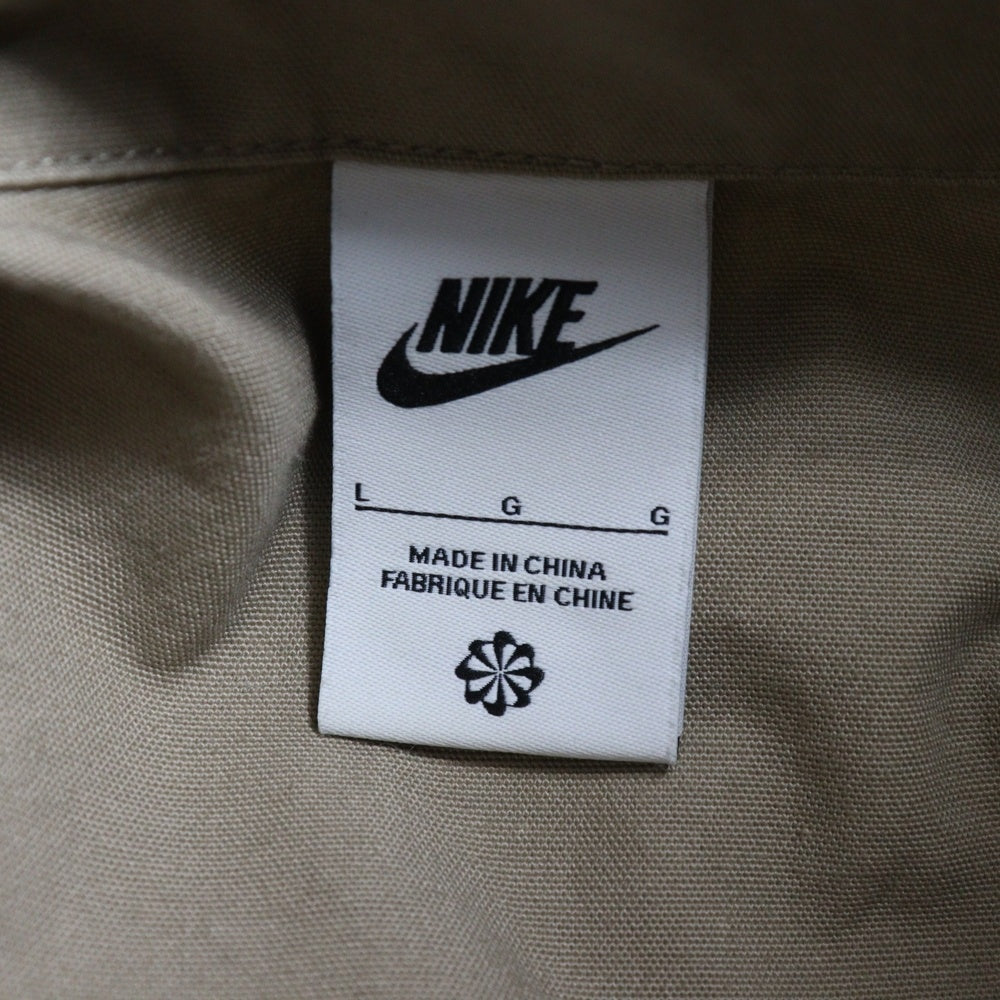 NIKE
L G G
MADE IN CHINA
FABRIQUE EN CHINE